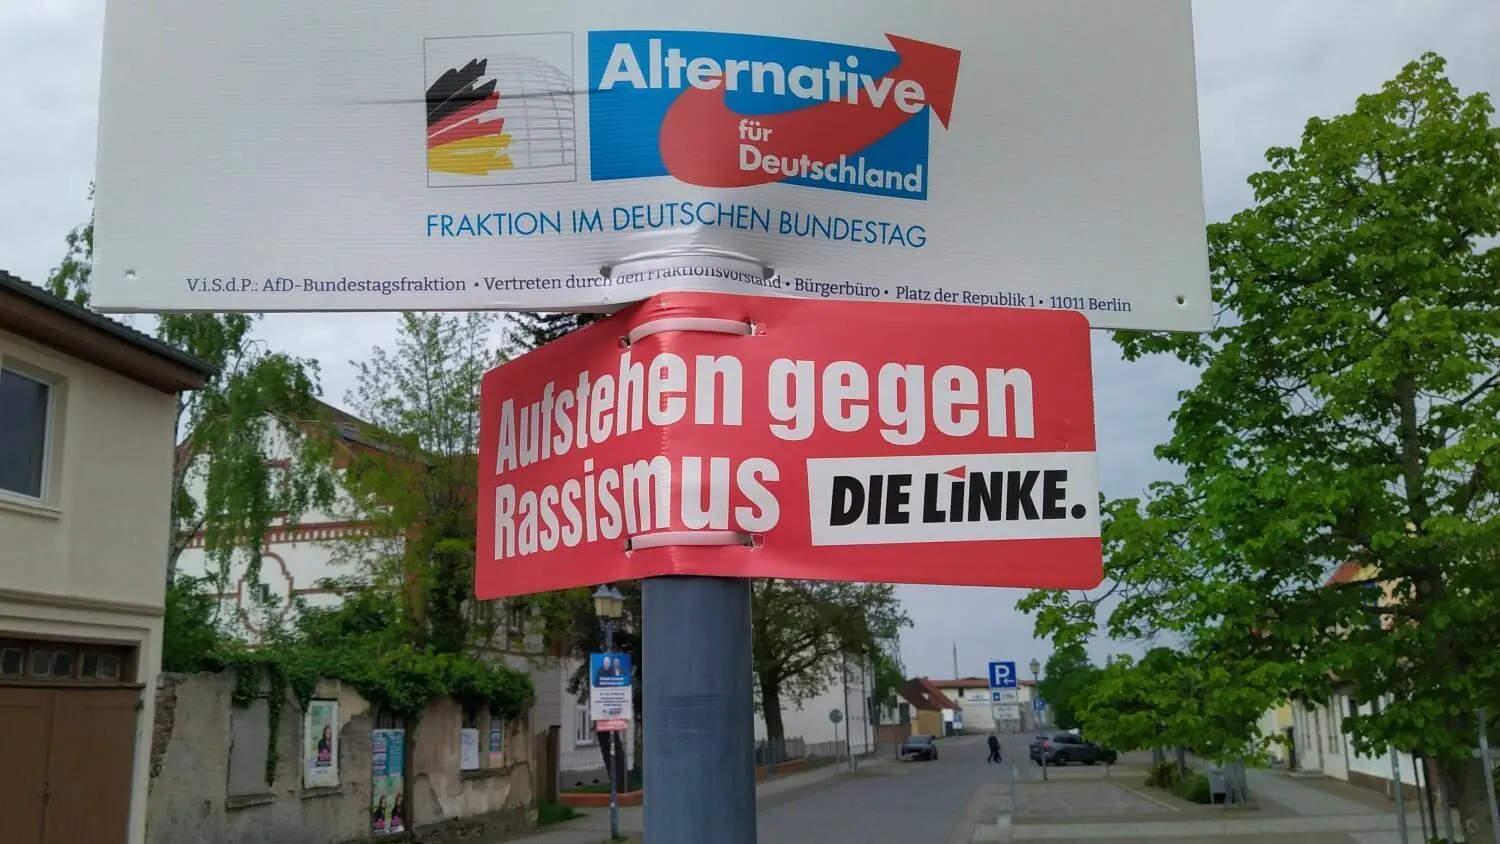 Alternative
für
Deutschland
FRAKTION IM DEUTSCHEN BUNDESTAG
V.i.S.d.P.: AfD-Bundestagsfraktion • Vertreten durch den Fraktionsvorstand • Bürgerbüro • Platz der Republik 1 • 11011 Berlin
Aufstehen gegen
Rassismus
DIE LiNKE.
P